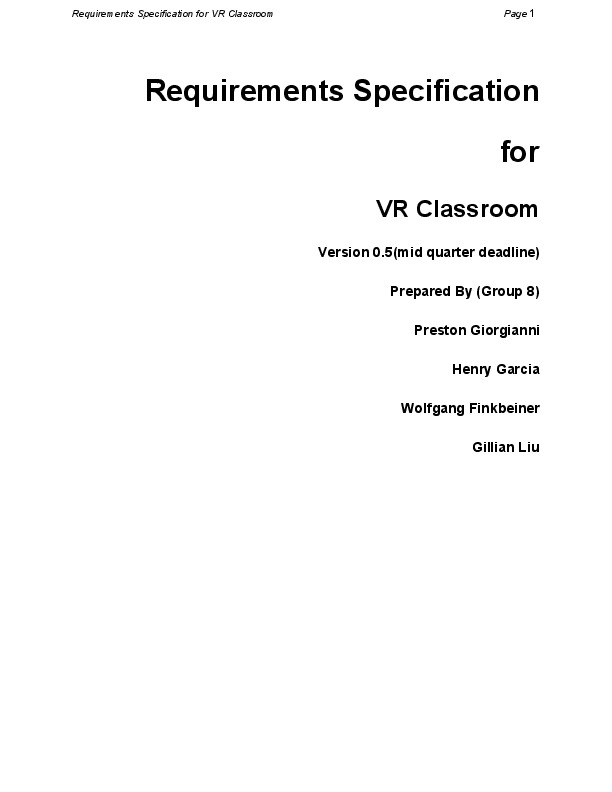 Requirements Specification for VR Classroom Page 1
Requirements Specification
for
VR Classroom
Version 0.5(mid quarter deadline)
Prepared By (Group 8)
Preston Giorgianni
Henry Garcia
Wolfgang Finkbeiner
Gillian Liu